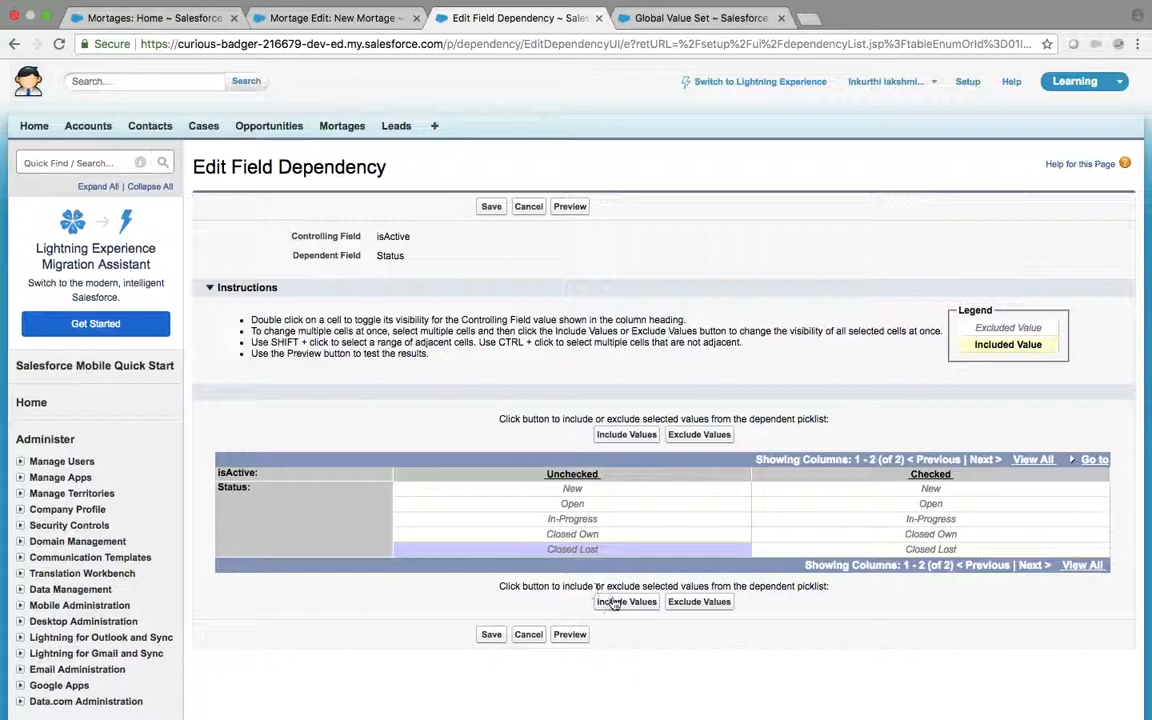 Mortages: Home ~ Salesforce
Mortage Edit: New Mortage ~
Edit Field Dependency ~ Sales
Global Value Set ~ Salesforce
Secure
https://curious-badger-216679-dev-ed.my.salesforce.com/p/dependency/EditDependencyUI/e?retURL=%2Fsetup%2Fui%2FdependencyList.jsp%3FtableEnumOrId%3D01I...
Search...
Search
Switch to Lightning Experience
Inkurthi lakshmi...
Setup
Help
Learning
Home
Accounts
Contacts
Cases
Opportunities
Mortages
Leads
+
Quick Find / Search...
Expand All | Collapse All
Lightning Experience
Migration Assistant
Switch to the modern, intelligent
Salesforce.
Get Started
Salesforce Mobile Quick Start
Home
Administer
Manage Users
Manage Apps
Manage Territories
Company Profile
Security Controls
Domain Management
Communication Templates
Translation Workbench
Data Management
Mobile Administration
Desktop Administration
Lightning for Outlook and Sync
Lightning for Gmail and Sync
Email Administration
Google Apps
Data.com Administration
Edit Field Dependency
Help for this Page
Save
Cancel
Preview
Controlling Field isActive
Dependent Field Status
Instructions
• Double click on a cell to toggle its visibility for the Controlling Field value shown in the column heading.
• To change multiple cells at once, select multiple cells and then click the Include Values or Exclude Values button to change the visibility of all selected cells at once.
• Use SHIFT + click to select a range of adjacent cells. Use CTRL + click to select multiple cells that are not adjacent.
• Use the Preview button to test the results.
Legend
Excluded Value
Included Value
Click button to include or exclude selected values from the dependent picklist:
Include Values
Exclude Values
Showing Columns: 1 - 2 (of 2) < Previous | Next > View All
Go to
isActive: Unchecked Checked
Status: New New
Open Open
In-Progress In-Progress
Closed Own Closed Own
Closed Lost Closed Lost
Showing Columns: 1 - 2 (of 2) < Previous | Next > View All
Click button to include or exclude selected values from the dependent picklist:
Include Values
Exclude Values
Save
Cancel
Preview